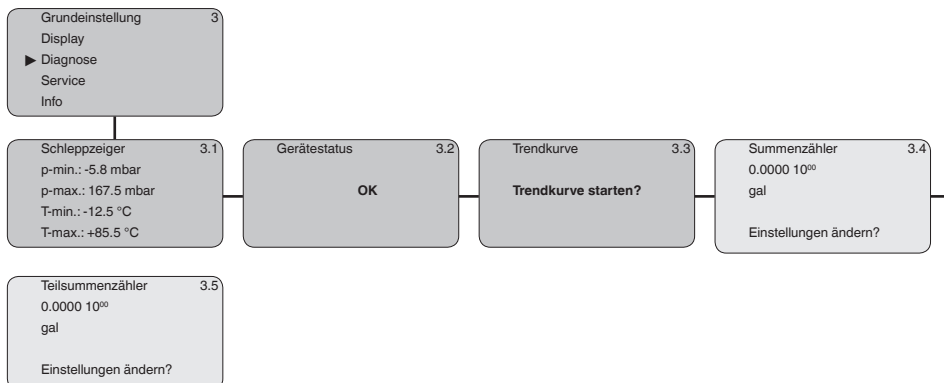 Grundeinstellung 3
Display
▶ Diagnose
Service
Info
Schleppzeiger 3.1
p-min.: -5.8 mbar
p-max.: 167.5 mbar
T-min.: -12.5 °C
T-max.: +85.5 °C
Gerätestatus 3.2
OK
Trendkurve 3.3
Trendkurve starten?
Summenzähler 3.4
0.0000 10⁰⁰
gal
Einstellungen ändern?
Teilsummenzähler 3.5
0.0000 10⁰⁰
gal
Einstellungen ändern?